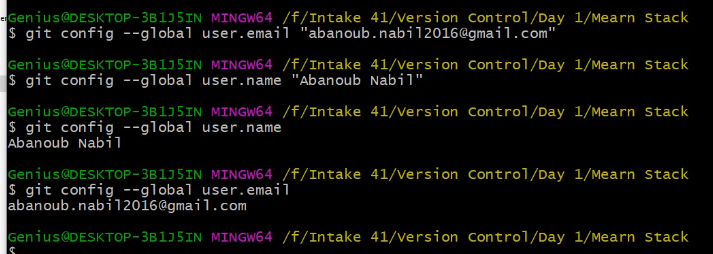 Genius@DESKTOP-3B1J5IN MINGW64 /f/Intake 41/Version Control/Day 1/Mearn Stack
$ git config --global user.email "abanoub.nabil2016@gmail.com"
Genius@DESKTOP-3B1J5IN MINGW64 /f/Intake 41/Version Control/Day 1/Mearn Stack
$ git config --global user.name "Abanoub Nabil"
Genius@DESKTOP-3B1J5IN MINGW64 /f/Intake 41/Version Control/Day 1/Mearn Stack
$ git config --global user.name
Abanoub Nabil
Genius@DESKTOP-3B1J5IN MINGW64 /f/Intake 41/Version Control/Day 1/Mearn Stack
$ git config --global user.email
abanoub.nabil2016@gmail.com
Genius@DESKTOP-3B1J5IN MINGW64 /f/Intake 41/Version Control/Day 1/Mearn Stack
$